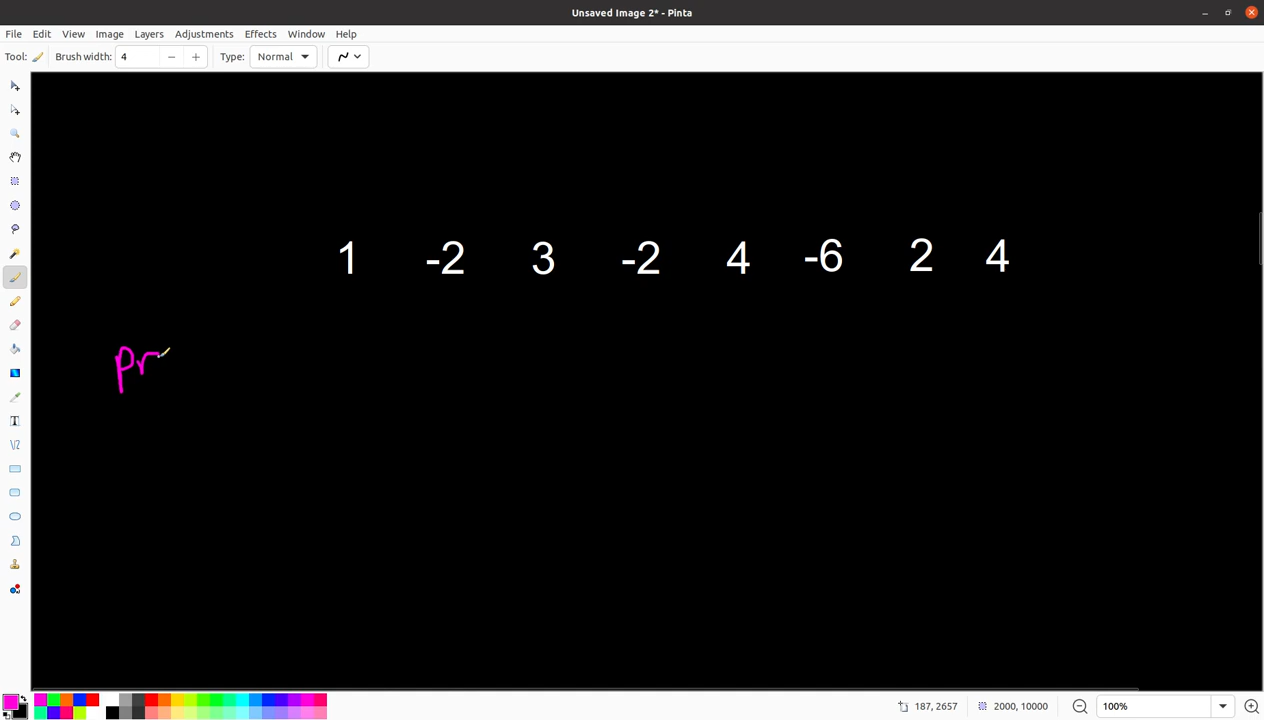 Unsaved Image 2* - Pinta
File Edit View Image Layers Adjustments Effects Window Help
Tool: Brush width: 4 Type: Normal
1 -2 3 -2 4 -6 2 4
Pr
187, 2657 2000, 10000 100%